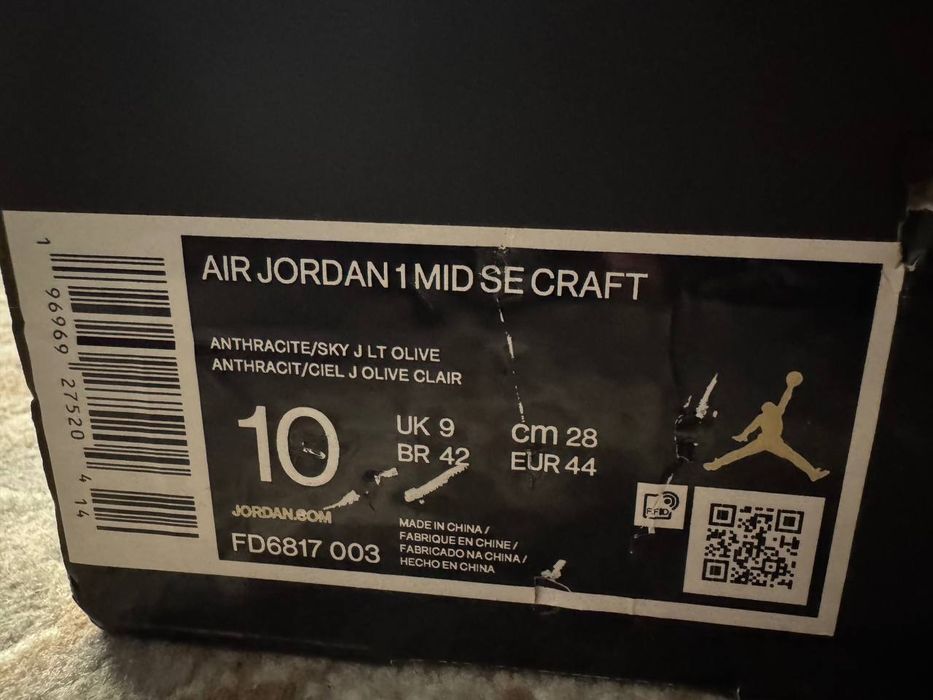 AIR JORDAN 1 MID SE CRAFT
ANTHRACITE/SKY J LT OLIVE
ANTHRACIT/CIEL J OLIVE CLAIR
10
UK 9
BR 42
cm 28
EUR 44
JORDAN.COM
FD6817 003
MADE IN CHINA /
FABRIQUE EN CHINE /
FABRICADO NA CHINA /
HECHO EN CHINA
RFID
1 96969 27520 4 14